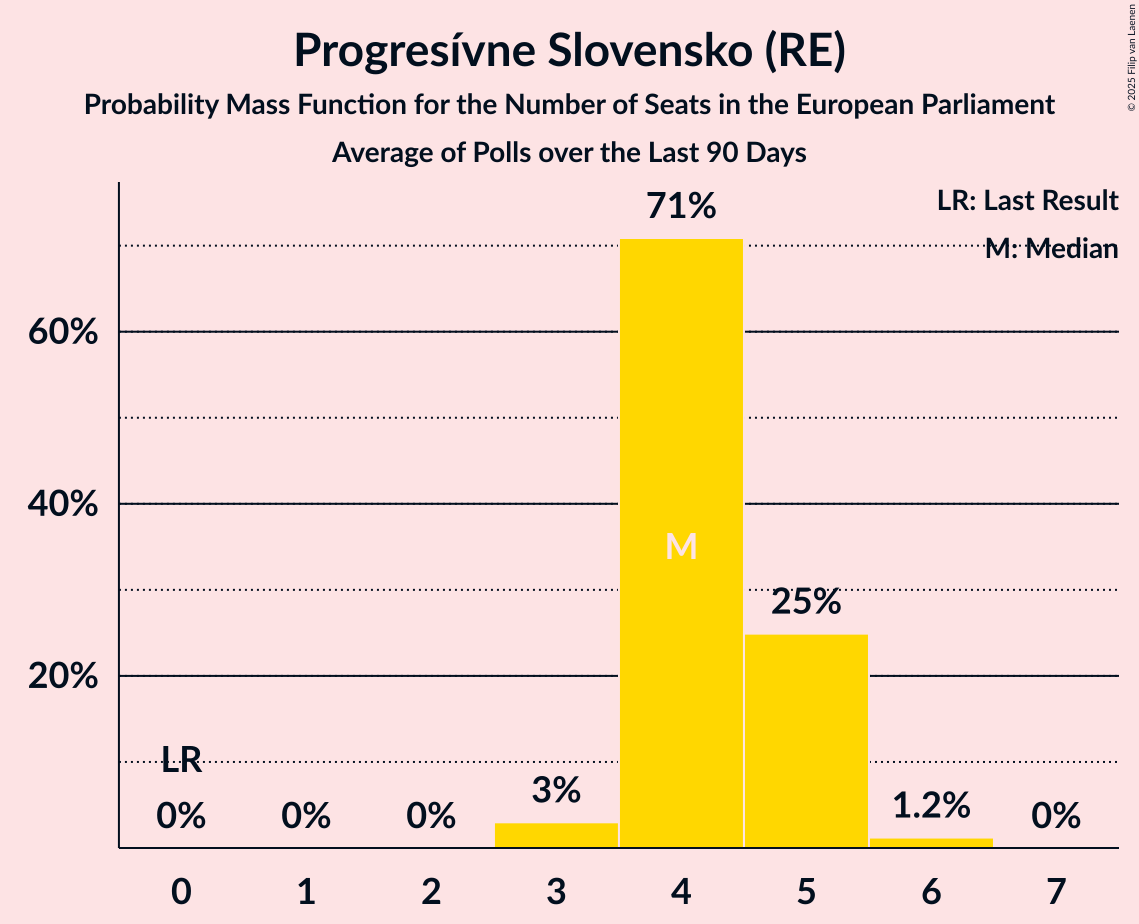 Progresívne Slovensko (RE)
Probability Mass Function for the Number of Seats in the European Parliament
Average of Polls over the Last 90 Days
© 2025 Filip van Laenen
LR: Last Result
M: Median
71%
60%
40%
20%
M
25%
LR
0%
0%
0%
3%
1.2%
0%
0
1
2
3
4
5
6
7